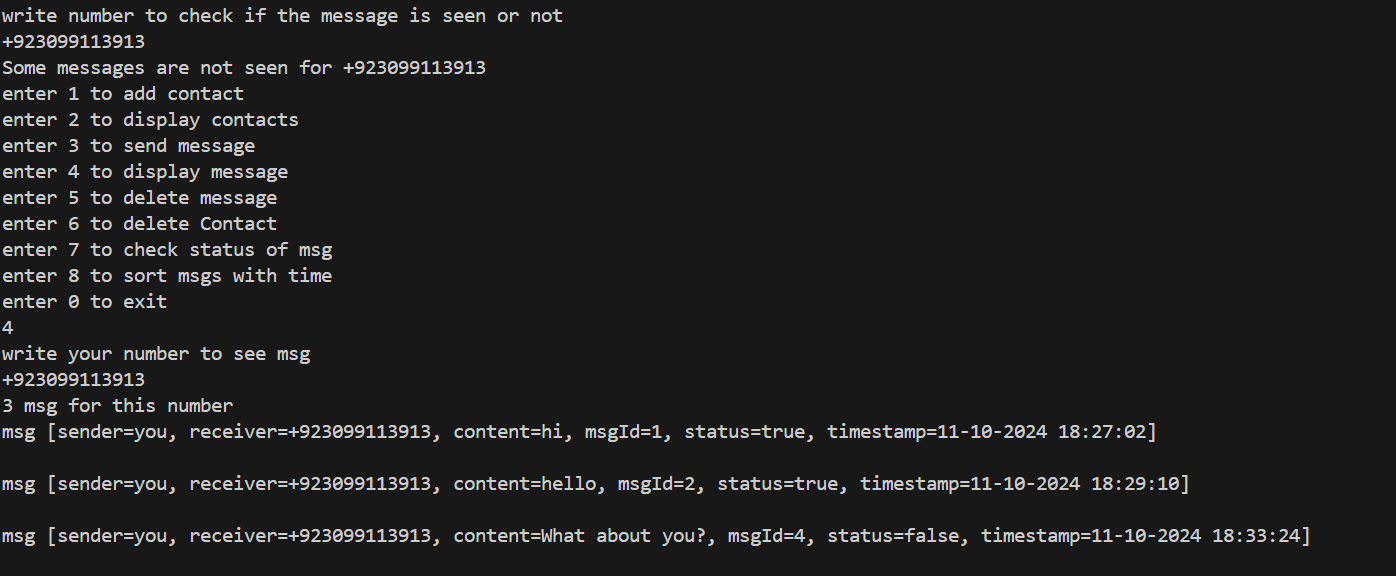 write number to check if the message is seen or not
+923099113913
Some messages are not seen for +923099113913
enter 1 to add contact
enter 2 to display contacts
enter 3 to send message
enter 4 to display message
enter 5 to delete message
enter 6 to delete Contact
enter 7 to check status of msg
enter 8 to sort msgs with time
enter 0 to exit
4
write your number to see msg
+923099113913
3 msg for this number
msg [sender=you, receiver=+923099113913, content=hi, msgId=1, status=true, timestamp=11-10-2024 18:27:02]
msg [sender=you, receiver=+923099113913, content=hello, msgId=2, status=true, timestamp=11-10-2024 18:29:10]
msg [sender=you, receiver=+923099113913, content=What about you?, msgId=4, status=false, timestamp=11-10-2024 18:33:24]